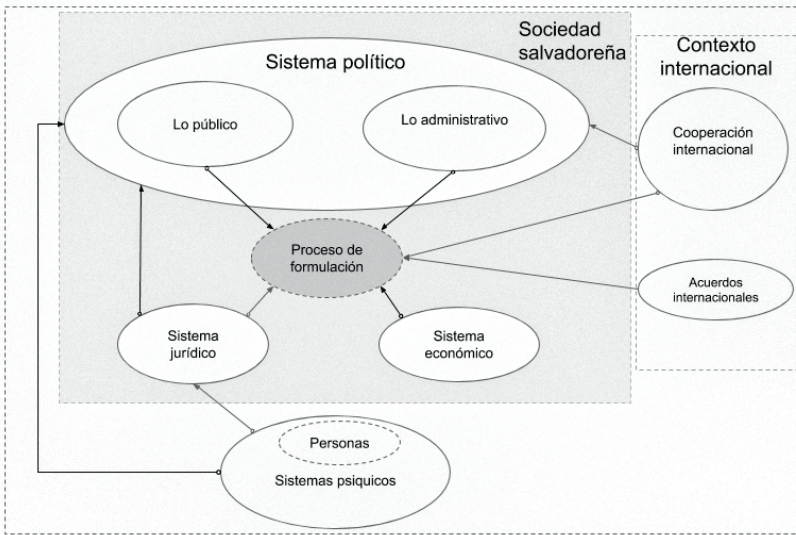 Sociedad
salvadoreña
Contexto
internacional
Sistema político
Lo público
Lo administrativo
Cooperación
internacional
Proceso de
formulación
Acuerdos
internacionales
Sistema
jurídico
Sistema
económico
Personas
Sistemas psiquicos